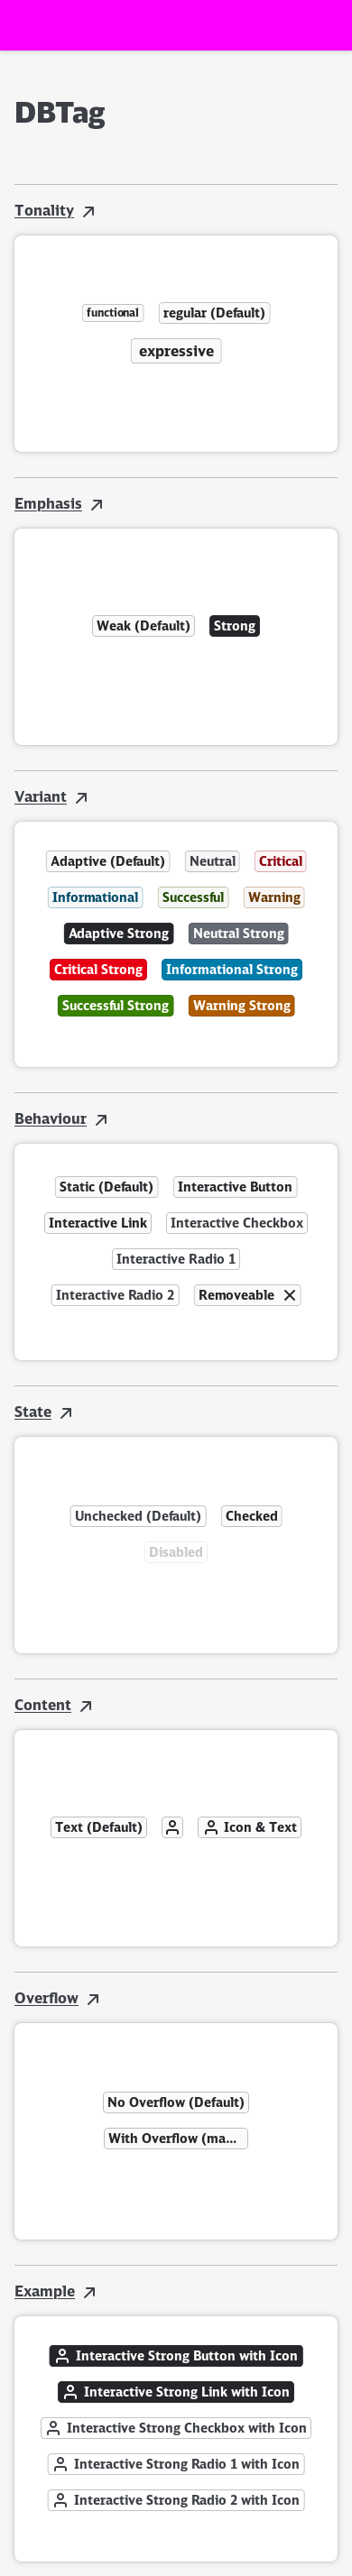 DBTag
Tonality
functional regular (Default)
expressive
Emphasis
Weak (Default) Strong
Variant
Adaptive (Default) Neutral Critical
Informational Successful Warning
Adaptive Strong Neutral Strong
Critical Strong Informational Strong
Successful Strong Warning Strong
Behaviour
Static (Default) Interactive Button
Interactive Link Interactive Checkbox
Interactive Radio 1
Interactive Radio 2 Removeable
State
Unchecked (Default) Checked
Disabled
Content
Text (Default) Icon & Text
Overflow
No Overflow (Default)
With Overflow (ma...
Example
Interactive Strong Button with Icon
Interactive Strong Link with Icon
Interactive Strong Checkbox with Icon
Interactive Strong Radio 1 with Icon
Interactive Strong Radio 2 with Icon